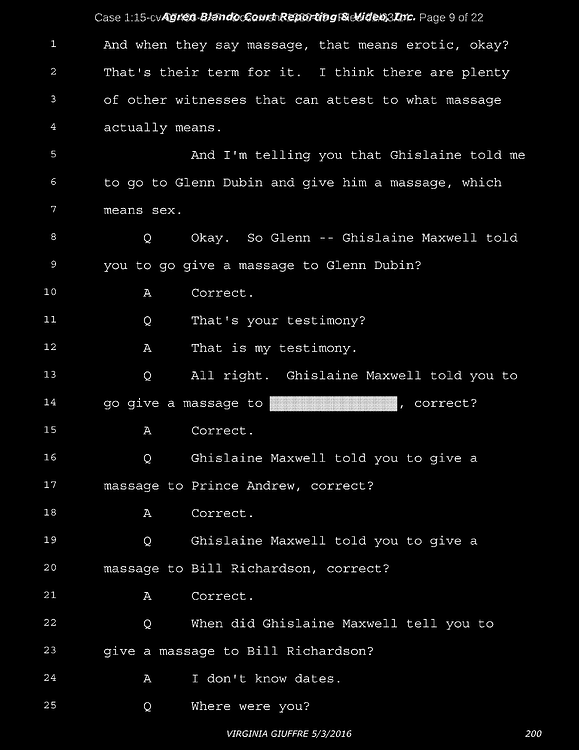 Case 1:15-cv- Agren Blando Court Reporting & Video, Inc. Page 9 of 22
1 And when they say massage, that means erotic, okay?
2 That's their term for it. I think there are plenty
3 of other witnesses that can attest to what massage
4 actually means.
5 And I'm telling you that Ghislaine told me
6 to go to Glenn Dubin and give him a massage, which
7 means sex.
8 Q Okay. So Glenn -- Ghislaine Maxwell told
9 you to go give a massage to Glenn Dubin?
10 A Correct.
11 Q That's your testimony?
12 A That is my testimony.
13 Q All right. Ghislaine Maxwell told you to
14 go give a massage to , correct?
15 A Correct.
16 Q Ghislaine Maxwell told you to give a
17 massage to Prince Andrew, correct?
18 A Correct.
19 Q Ghislaine Maxwell told you to give a
20 massage to Bill Richardson, correct?
21 A Correct.
22 Q When did Ghislaine Maxwell tell you to
23 give a massage to Bill Richardson?
24 A I don't know dates.
25 Q Where were you?
VIRGINIA GIUFFRE 5/3/2016 200